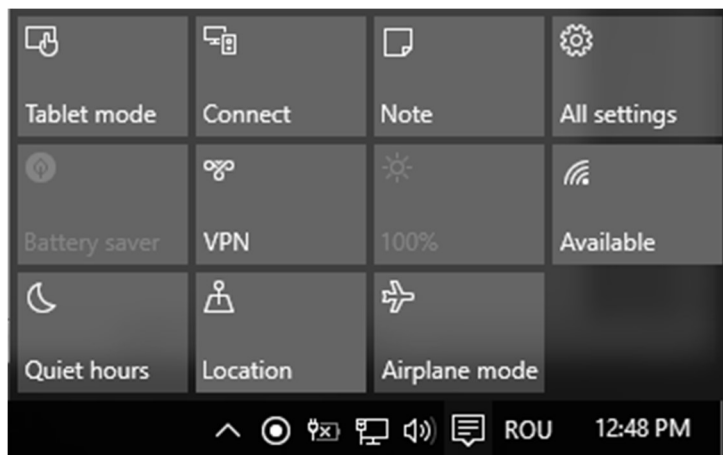 Tablet mode Connect Note All settings
Battery saver VPN 100% Available
Quiet hours Location Airplane mode
ROU 12:48 PM